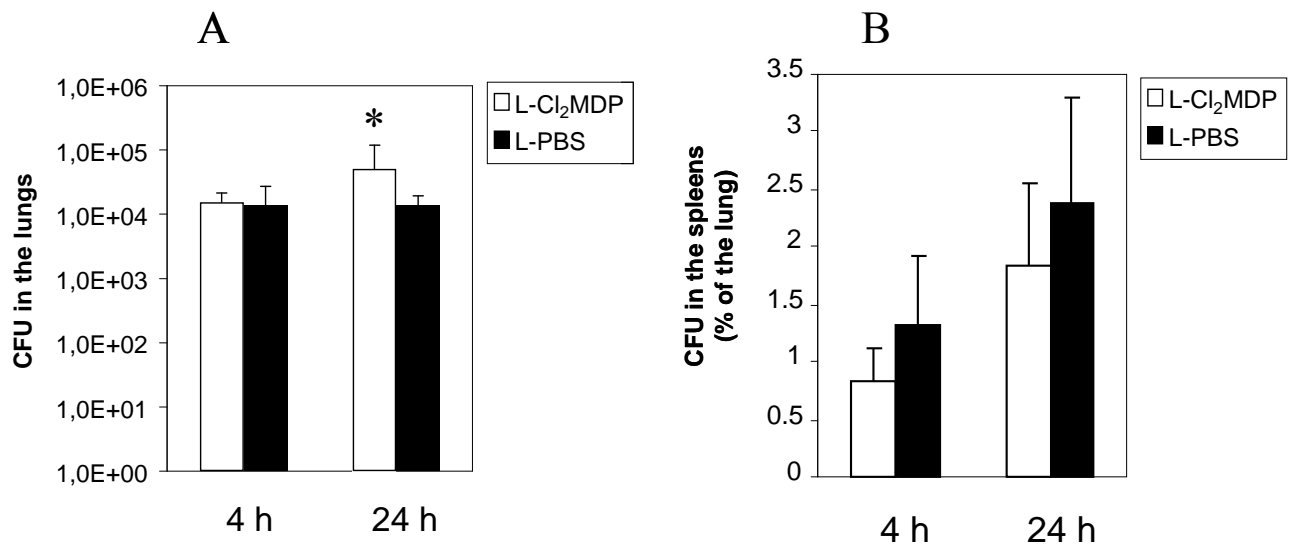 A
CFU in the lungs
1,0E+06
1,0E+05
1,0E+04
1,0E+03
1,0E+02
1,0E+01
1,0E+00
*
4 h
24 h
L-Cl₂MDP
L-PBS
B
CFU in the spleens
(% of the lung)
3.5
3
2.5
2
1.5
1
0.5
0
4 h
24 h
L-Cl₂MDP
L-PBS